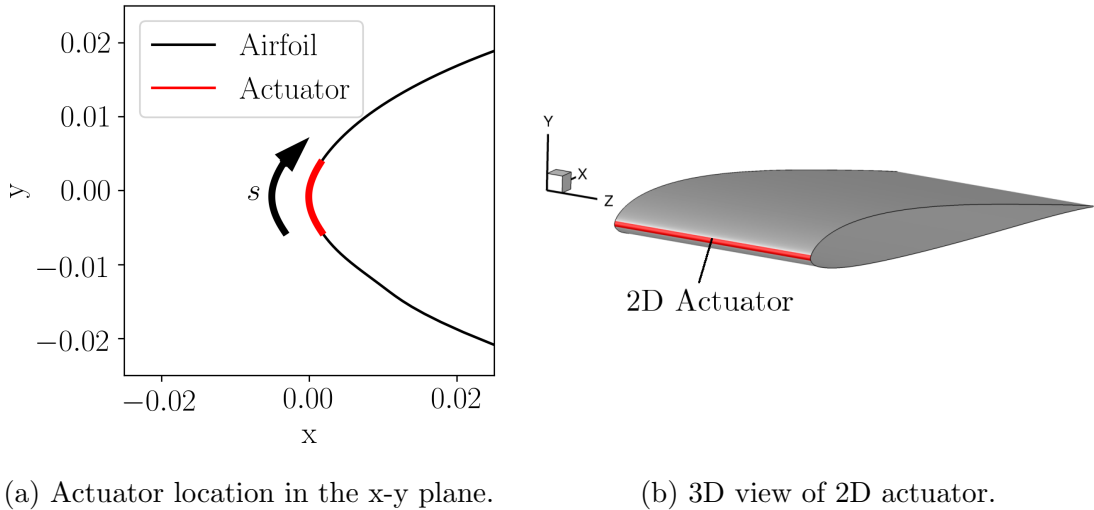 0.02
0.01
0.00
−0.01
−0.02
y
Airfoil
Actuator
s
−0.02
0.00
0.02
x
Y
X
Z
2D Actuator
(a) Actuator location in the x-y plane.
(b) 3D view of 2D actuator.